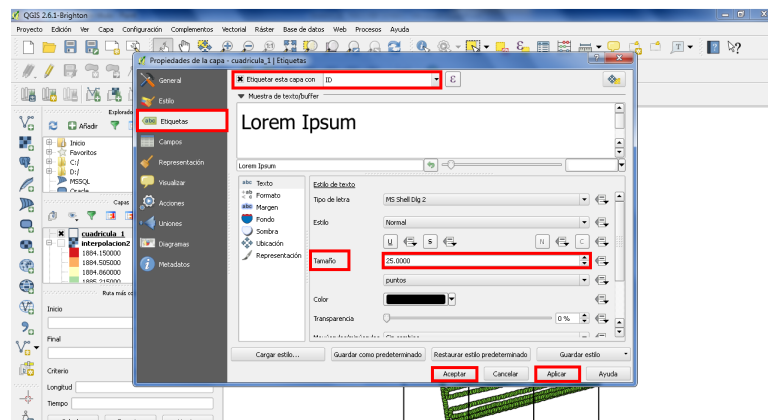 QGIS 2.6.1-Brighton
Proyecto Edición Ver Capa Configuración Complementos Vectorial Ráster Base de datos Web Procesos Ayuda
Propiedades de la capa - cuadricula_1 | Etiquetas
General
Estilo
Etiquetas
Campos
Representación
Visualizar
Acciones
Uniones
Diagramas
Metadatos
Etiquetar esta capa con ID
Muestra de texto/buffer
Lorem Ipsum
Lorem Ipsum
Texto
Formato
Margen
Fondo
Sombra
Ubicación
Representación
Estilo de texto
Tipo de letra MS Shell Dlg 2
Estilo Normal
U S N C
Tamaño 25.0000
puntos
Color
Transparencia 0 %
Cargar estilo... Guardar como predeterminado Restaurar estilo predeterminado Guardar estilo
Aceptar Cancelar Aplicar Ayuda
Añadir
Inicio
Favoritos
C:/
D:/
MSSQL
Oracle
Capas
cuadricula_1
interpolacion2
1884.150000
1884.505000
1884.860000
1885.215000
Inicio
Final
Criterio
Longitud
Tiempo